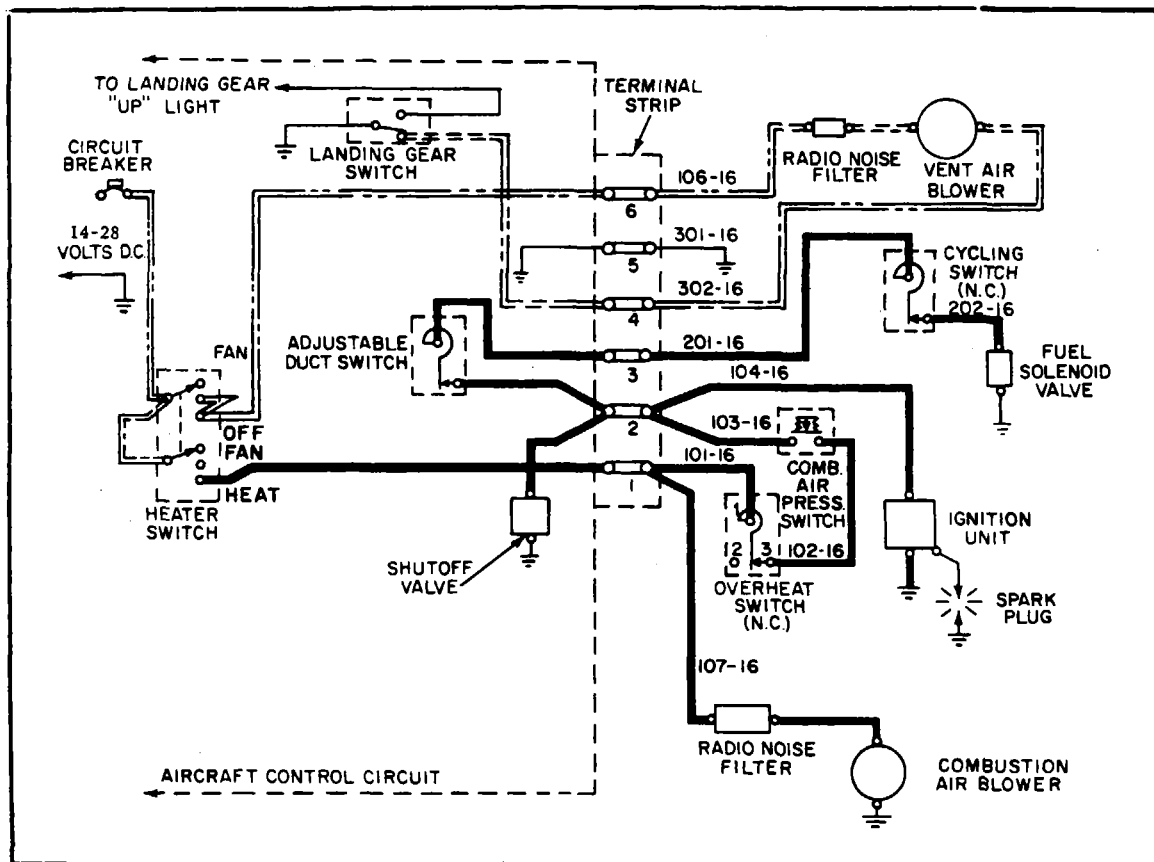 TO LANDING GEAR
"UP" LIGHT
TERMINAL
STRIP
CIRCUIT
BREAKER
LANDING GEAR
SWITCH
RADIO NOISE
FILTER
VENT AIR
BLOWER
106-16
6
14-28
VOLTS D.C.
301-16
5
CYCLING
SWITCH
(N.C.)
202-16
302-16
4
ADJUSTABLE
DUCT SWITCH
201-16
3
FUEL
SOLENOID
VALVE
FAN
104-16
2
103-16
OFF
FAN
101-16
COMB.
AIR
PRESS.
SWITCH
HEAT
HEATER
SWITCH
IGNITION
UNIT
12 3 102-16
SHUTOFF
VALVE
OVERHEAT
SWITCH
(N.C.)
SPARK
PLUG
107-16
RADIO NOISE
FILTER
COMBUSTION
AIR BLOWER
AIRCRAFT CONTROL CIRCUIT